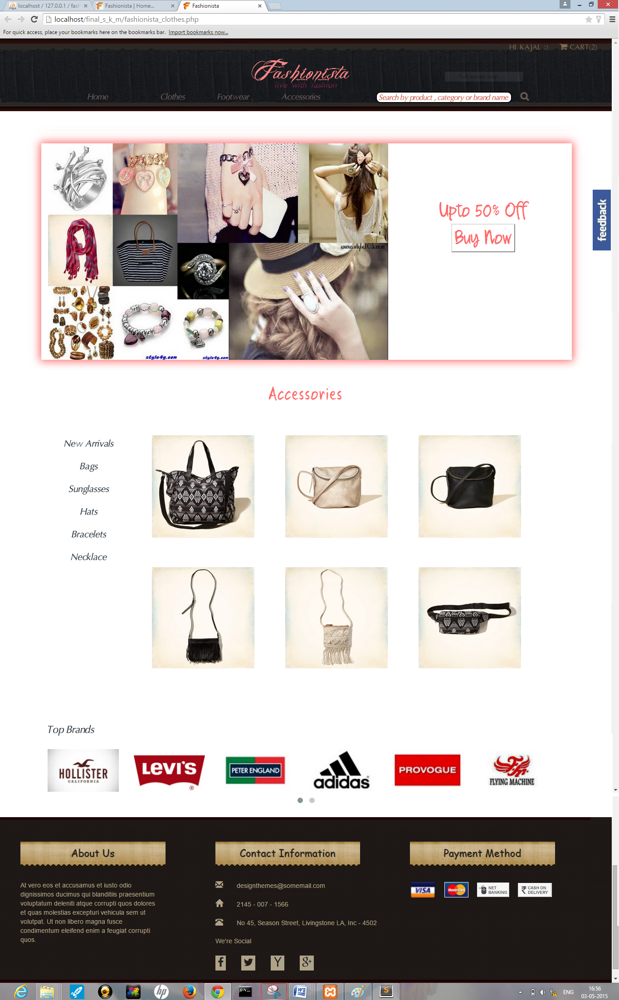 localhost / 127.0.0.1 / fash
Fashionista | Home...
Fashionista
localhost/final_s_k_m/fashionista_clothes.php
For quick access, place your bookmarks here on the bookmarks bar. Import bookmarks now...
HI KAJAL :) CART(2)
Fashionista
live with fashion
Full-screen Snip
Home Clothes Footwear Accessories Search by product , category or brand name
Upto 50% Off
Buy Now
feedback
www.style103.com
style4g.com
style4g.com
Accessories
New Arrivals
Bags
Sunglasses
Hats
Bracelets
Necklace
Top Brands
HOLLISTER
CALIFORNIA
LEVI'S
®
PETER ENGLAND
adidas
PROVOGUE
FLYING MACHINE
About Us
At vero eos et accusamus et iusto odio
dignissimos ducimus qui blanditiis praesentium
voluptatum deleniti atque corrupti quos dolores
et quas molestias excepturi vehicula sem ut
volutpat. Ut non libero magna fusce
condimentum eleifend enim a feugiat corrupti
quos.
Contact Information
designthemes@somemail.com
2145 - 007 - 1566
No 45, Season Street, Livingstone LA, Inc - 4502
We're Social
Payment Method
VISA
MasterCard
NET
BANKING
₹ CASH ON
DELIVERY
ENG
16:56
03-05-2015